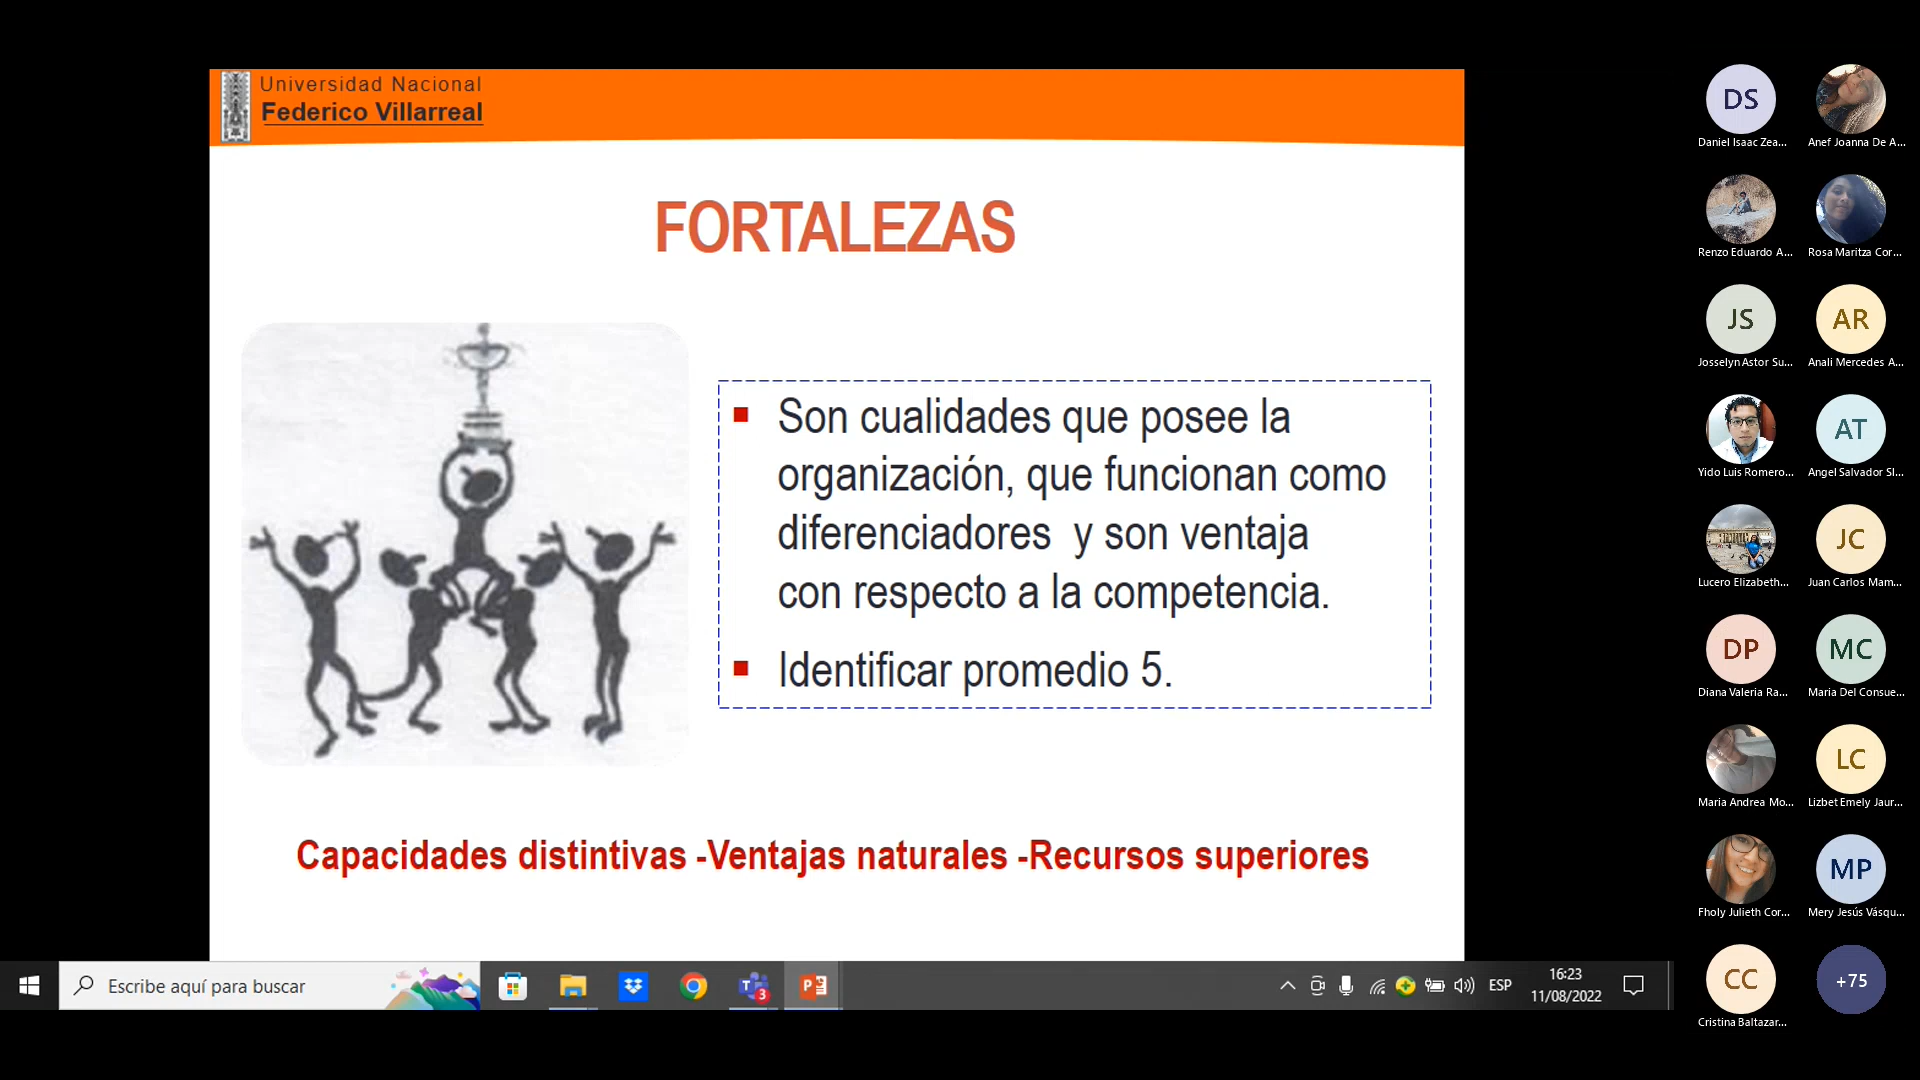 Universidad Nacional
Federico Villarreal
FORTALEZAS
▪ Son cualidades que posee la
organización, que funcionan como
diferenciadores y son ventaja
con respecto a la competencia.
▪ Identificar promedio 5.
Capacidades distintivas -Ventajas naturales -Recursos superiores
Escribe aquí para buscar
3
ESP
16:23
11/08/2022
DS
Daniel Isaac Zea...
Anef Joanna De A...
Renzo Eduardo A...
Rosa Maritza Cor...
JS
Josselyn Astor Su...
AR
Anali Mercedes A...
Yido Luis Romero...
AT
Angel Salvador Sl...
Lucero Elizabeth...
JC
Juan Carlos Mam...
DP
Diana Valeria Ra...
MC
Maria Del Consue...
Maria Andrea Mo...
LC
Lizbet Emely Jaur...
Fholy Julieth Cor...
MP
Mery Jesús Vásqu...
CC
Cristina Baltazar...
+75